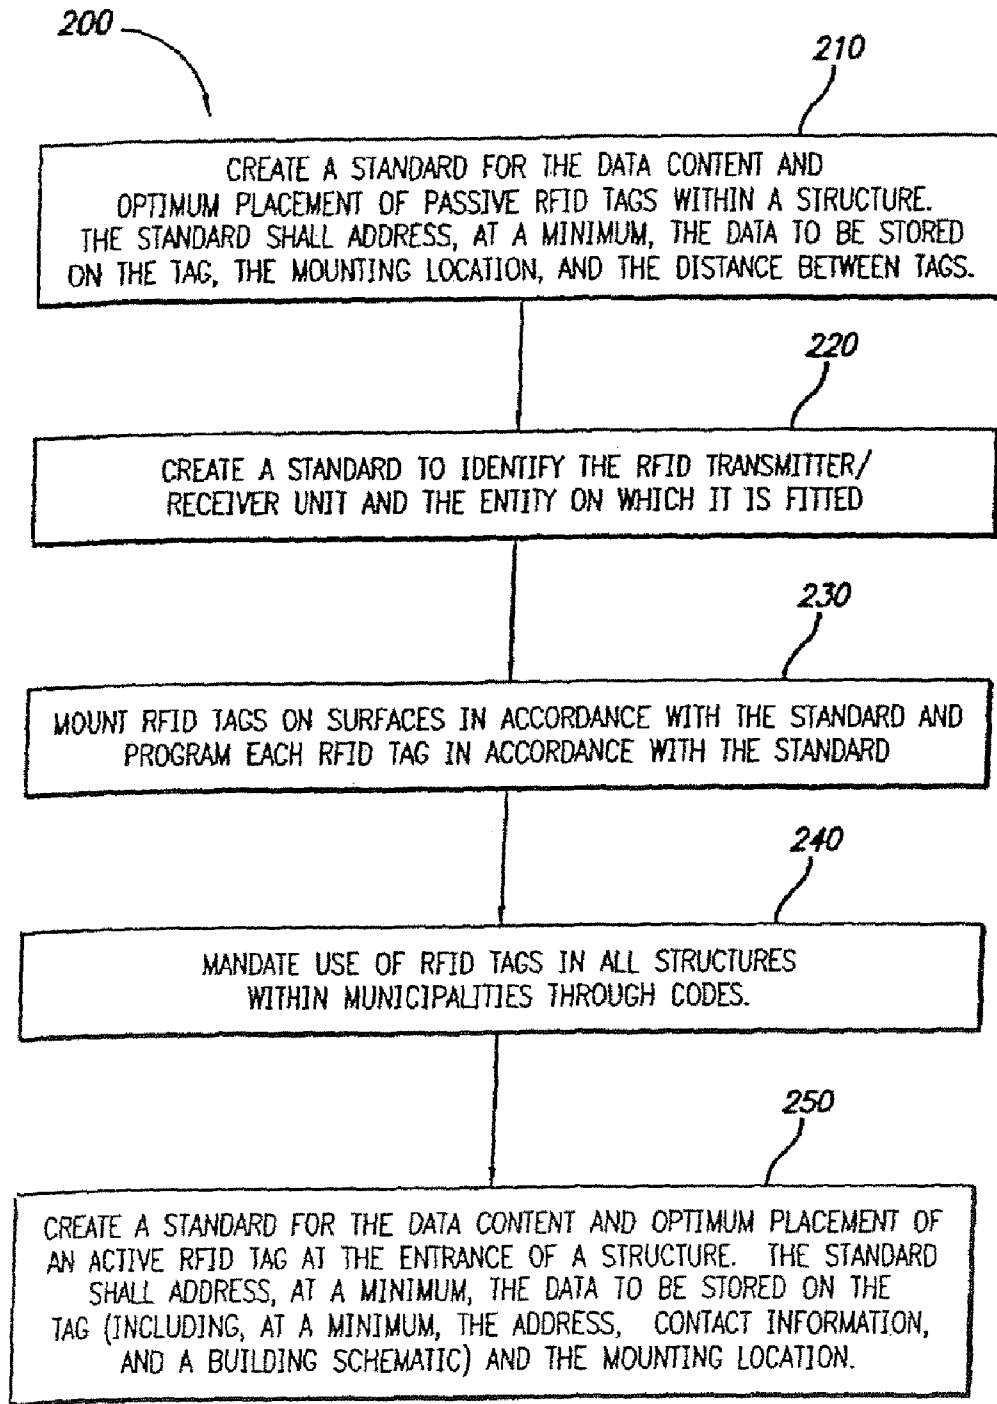 200
210
CREATE A STANDARD FOR THE DATA CONTENT AND
OPTIMUM PLACEMENT OF PASSIVE RFID TAGS WITHIN A STRUCTURE.
THE STANDARD SHALL ADDRESS, AT A MINIMUM, THE DATA TO BE STORED
ON THE TAG, THE MOUNTING LOCATION, AND THE DISTANCE BETWEEN TAGS.
220
CREATE A STANDARD TO IDENTIFY THE RFID TRANSMITTER/
RECEIVER UNIT AND THE ENTITY ON WHICH IT IS FITTED
230
MOUNT RFID TAGS ON SURFACES IN ACCORDANCE WITH THE STANDARD AND
PROGRAM EACH RFID TAG IN ACCORDANCE WITH THE STANDARD
240
MANDATE USE OF RFID TAGS IN ALL STRUCTURES
WITHIN MUNICIPALITIES THROUGH CODES.
250
CREATE A STANDARD FOR THE DATA CONTENT AND OPTIMUM PLACEMENT OF
AN ACTIVE RFID TAG AT THE ENTRANCE OF A STRUCTURE. THE STANDARD
SHALL ADDRESS, AT A MINIMUM, THE DATA TO BE STORED ON THE
TAG (INCLUDING, AT A MINIMUM, THE ADDRESS, CONTACT INFORMATION,
AND A BUILDING SCHEMATIC) AND THE MOUNTING LOCATION.